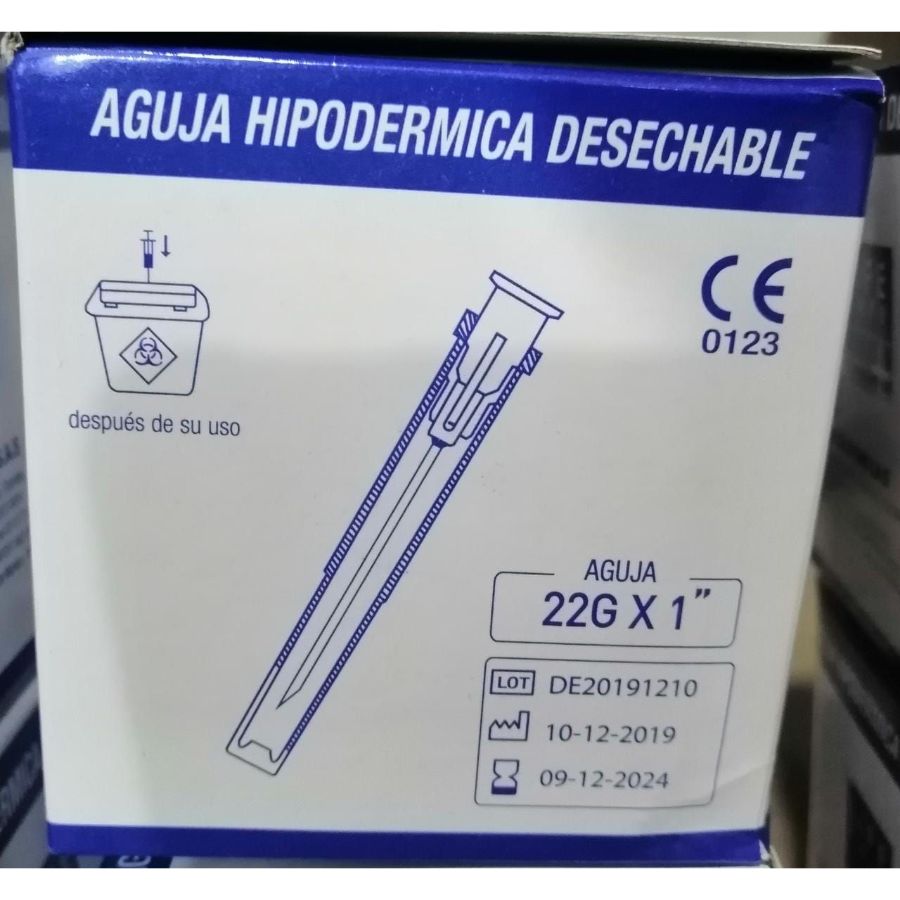 AGUJA HIPODERMICA DESECHABLE
después de su uso
CE
0123
AGUJA
22G X 1"
LOT DE20191210
10-12-2019
09-12-2024